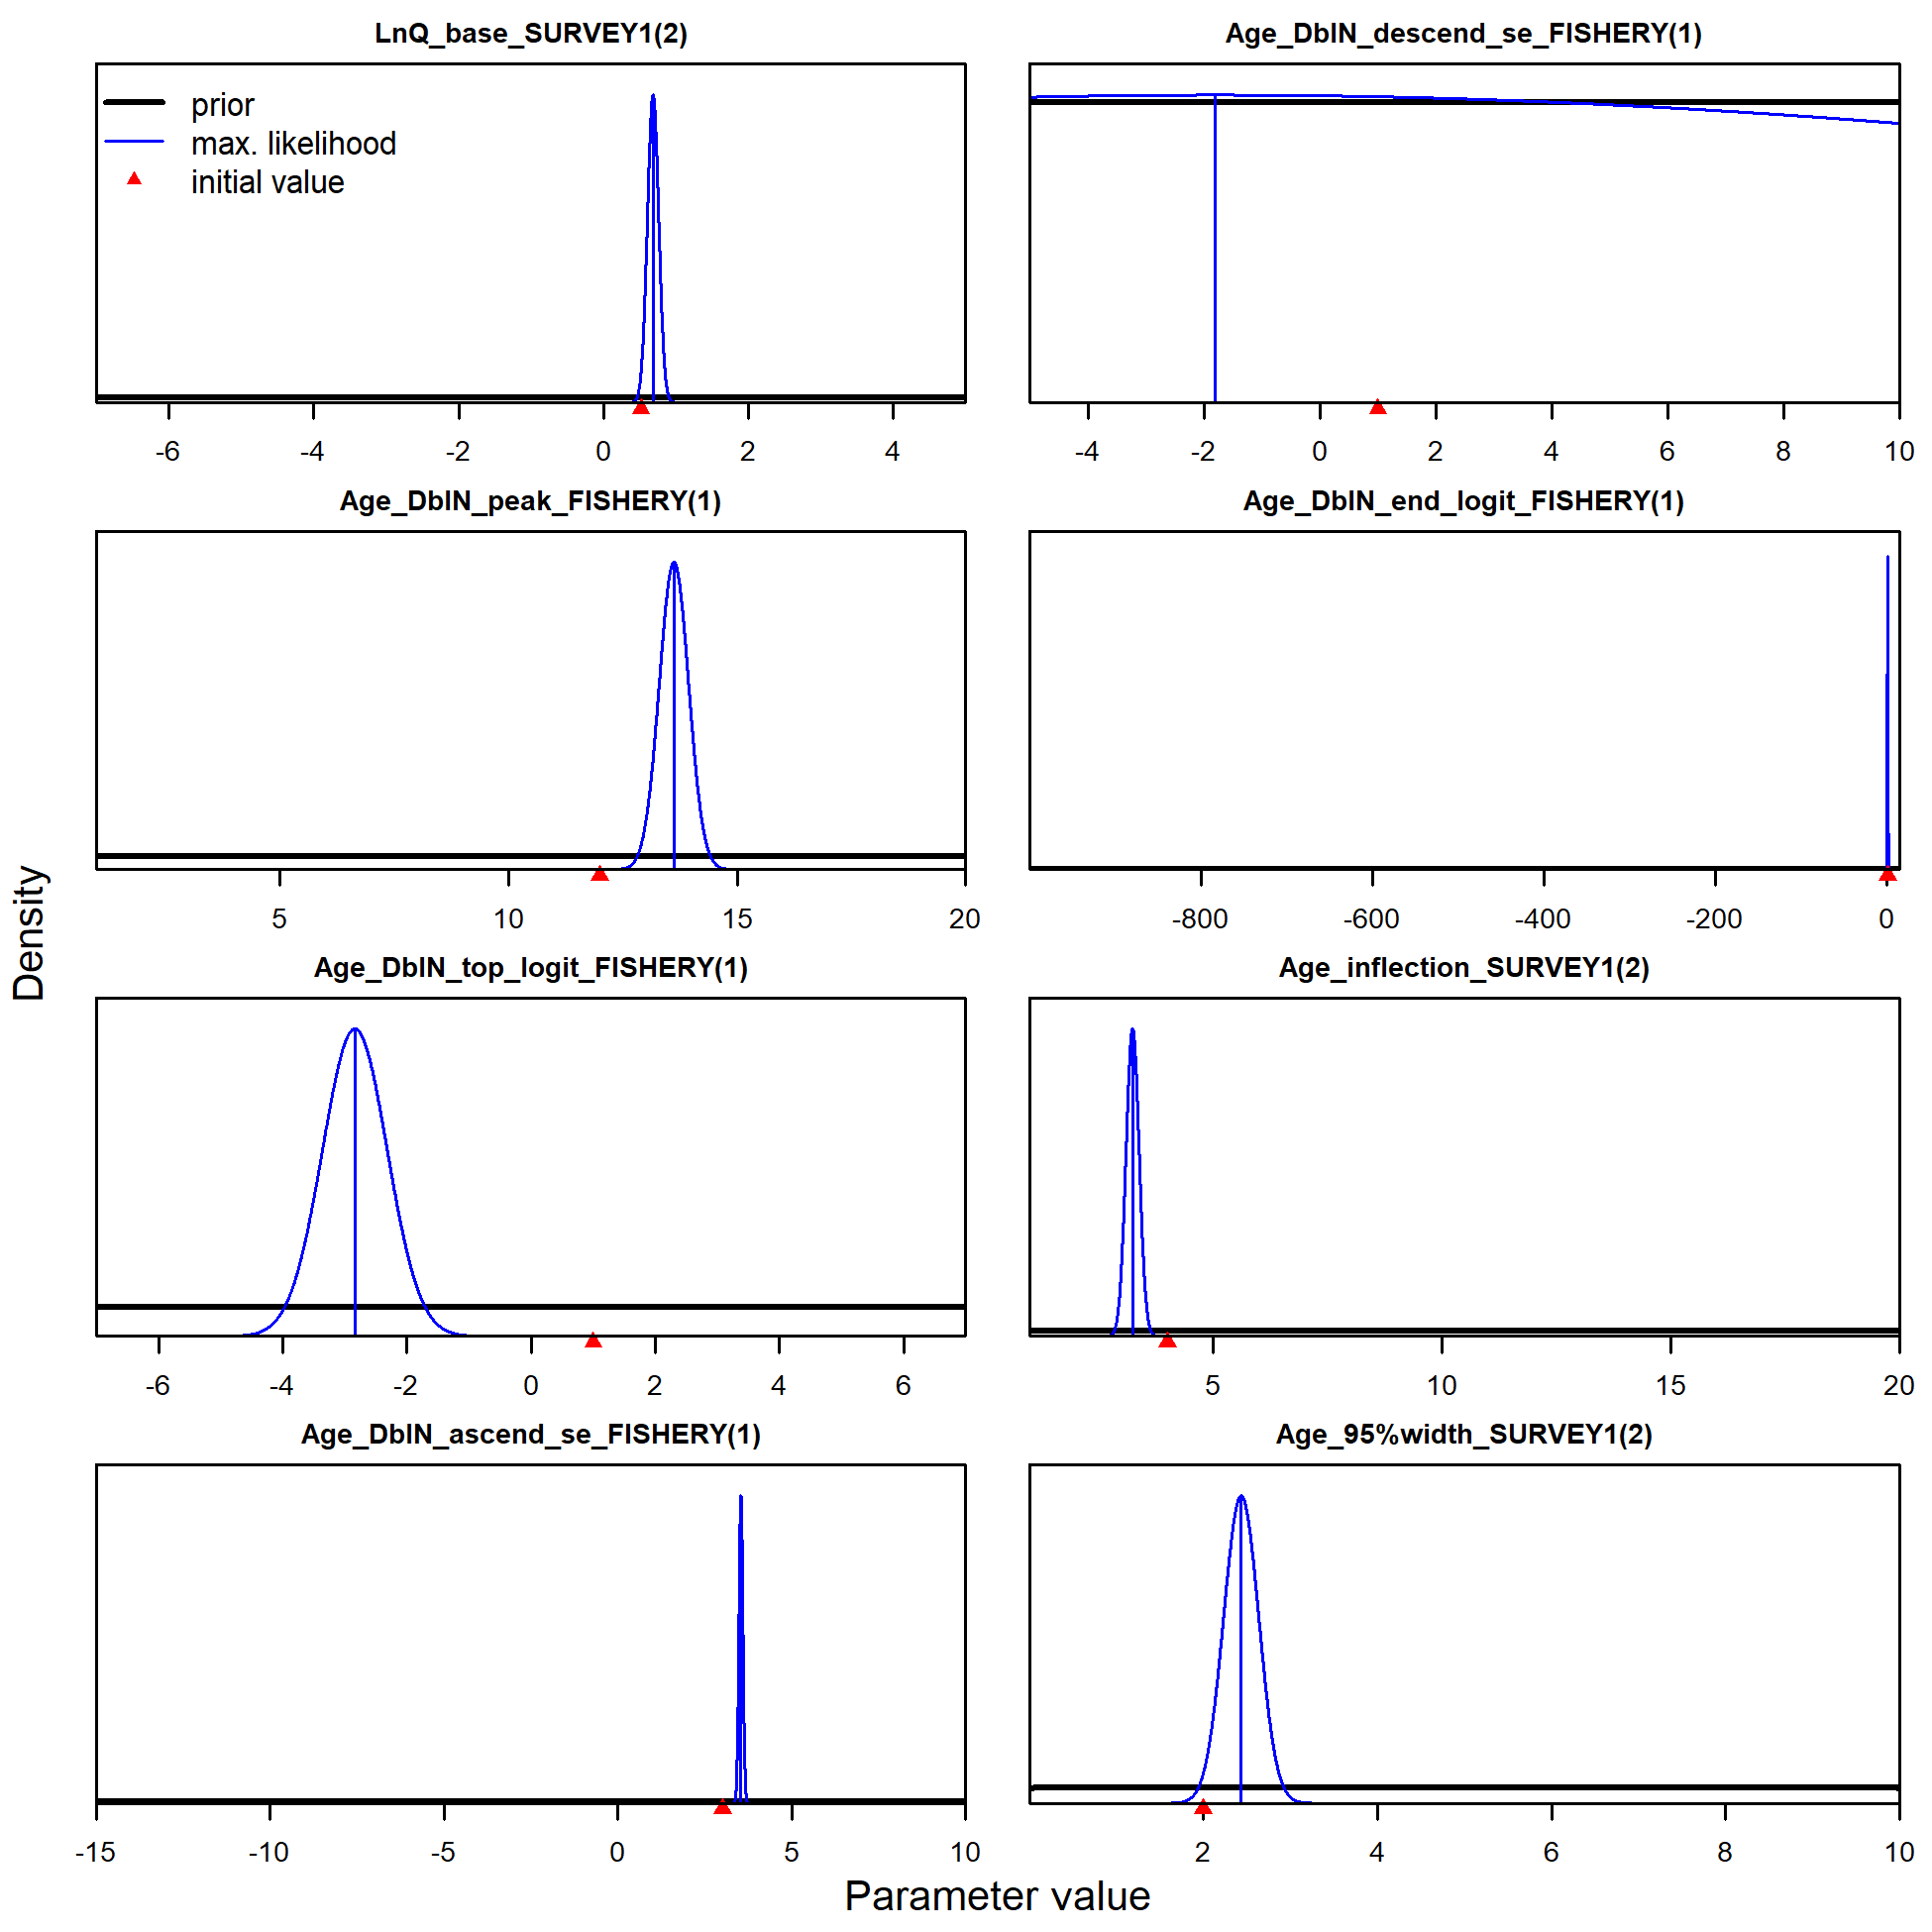 LnQ_base_SURVEY1(2)
prior
max. likelihood
initial value
-6 -4 -2 0 2 4
Age_DblN_descend_se_FISHERY(1)
-4 -2 0 2 4 6 8 10
Age_DblN_peak_FISHERY(1)
5 10 15 20
Age_DblN_end_logit_FISHERY(1)
-800 -600 -400 -200 0
Age_DblN_top_logit_FISHERY(1)
-6 -4 -2 0 2 4 6
Age_inflection_SURVEY1(2)
5 10 15 20
Age_DblN_ascend_se_FISHERY(1)
-15 -10 -5 0 5 10
Age_95%width_SURVEY1(2)
2 4 6 8 10
Density
Parameter value